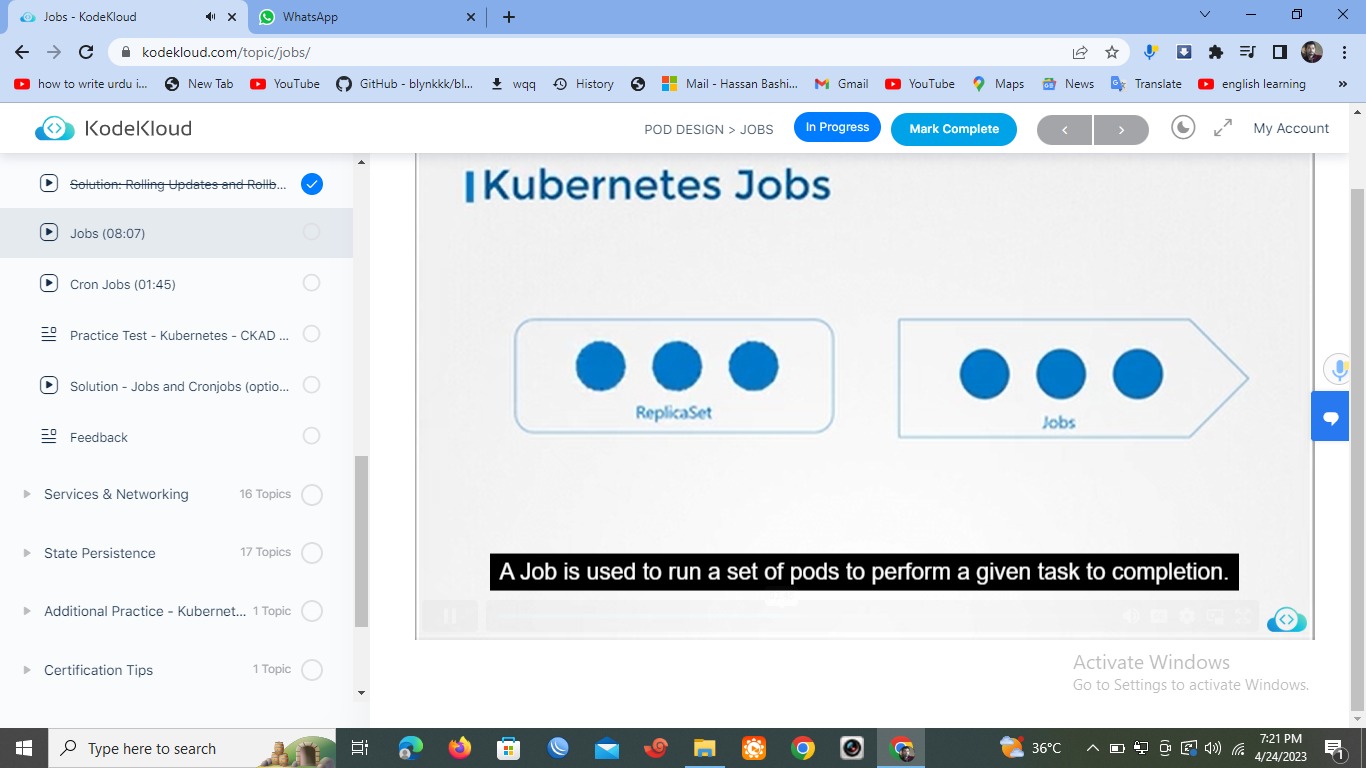 Jobs - KodeKloud
WhatsApp
kodekloud.com/topic/jobs/
how to write urdu i...
New Tab
YouTube
GitHub - blynkkk/bl...
wqq
History
Mail - Hassan Bashi...
Gmail
YouTube
Maps
News
Translate
english learning
»
KodeKloud
POD DESIGN > JOBS
In Progress
Mark Complete
My Account
Solution: Rolling Updates and Rollb...
Jobs (08:07)
Cron Jobs (01:45)
Practice Test - Kubernetes - CKAD ...
Solution - Jobs and Cronjobs (optio...
Feedback
Services & Networking 16 Topics
State Persistence 17 Topics
Additional Practice - Kubernet... 1 Topic
Certification Tips 1 Topic
Kubernetes Jobs
ReplicaSet
Jobs
A Job is used to run a set of pods to perform a given task to completion.
Activate Windows
Go to Settings to activate Windows.
Type here to search
36°C
7:21 PM
4/24/2023
1